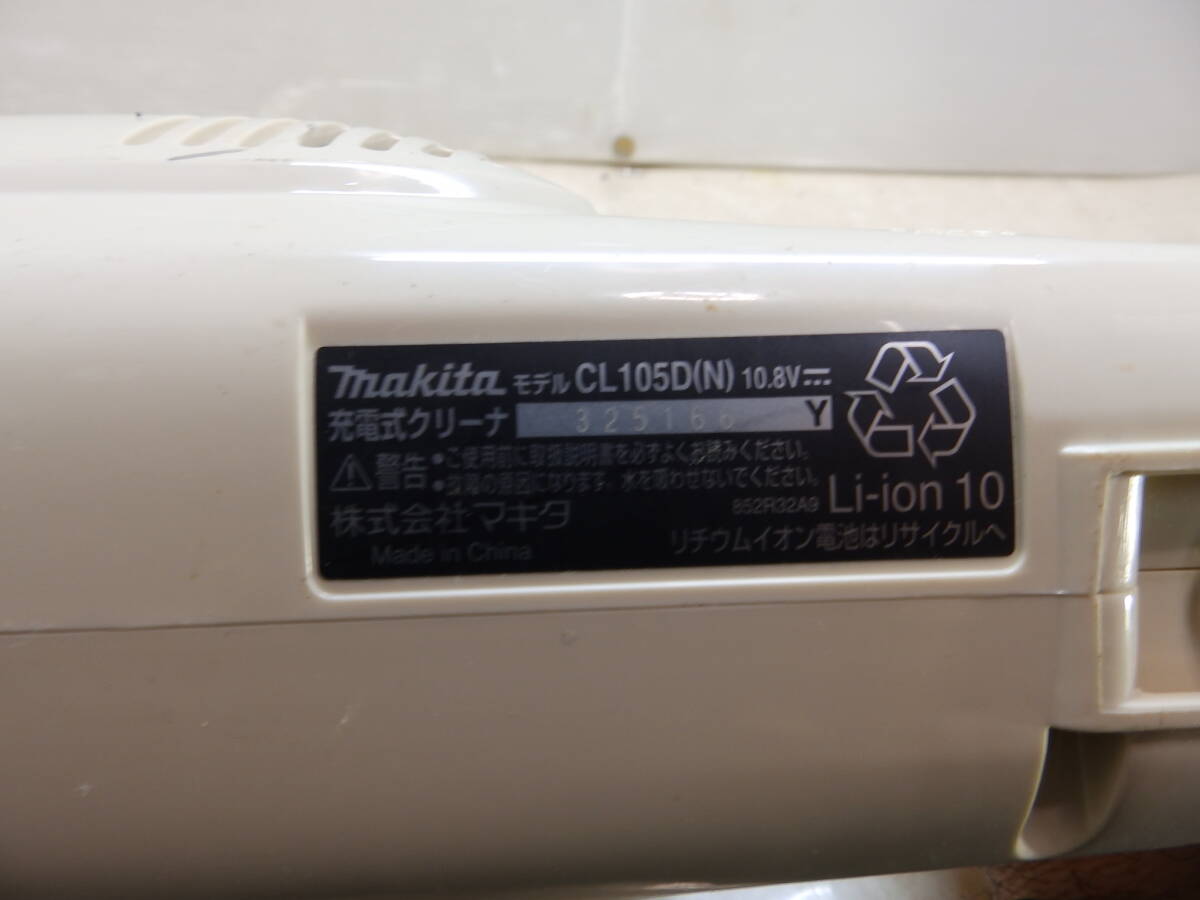 makita モデル CL105D(N) 10.8V
充電式クリーナ 325166 Y
警告 •ご使用前に取扱説明書を必ずよくお読みください。
•故障の原因になります、水を吸わせないでください。
株式会社マキタ 852R32A9 Li-ion 10
Made in China リチウムイオン電池はリサイクルへ